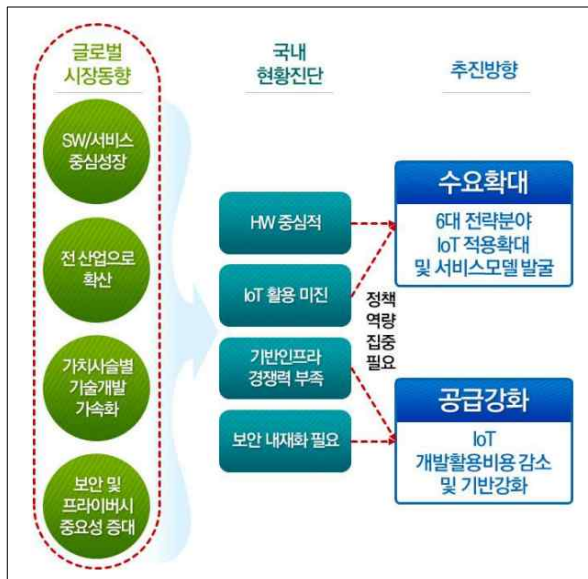 글로벌
시장동향
SW/서비스
중심성장
전 산업으로
확산
가치사슬별
기술개발
가속화
보안 및
프라이버시
중요성 증대
국내
현황진단
HW 중심적
IoT 활용 미진
기반인프라
경쟁력 부족
보안 내재화 필요
정책
역량
집중
필요
추진방향
수요확대
6대 전략분야
IoT 적용확대
및 서비스모델 발굴
공급강화
IoT
개발활용비용 감소
및 기반강화